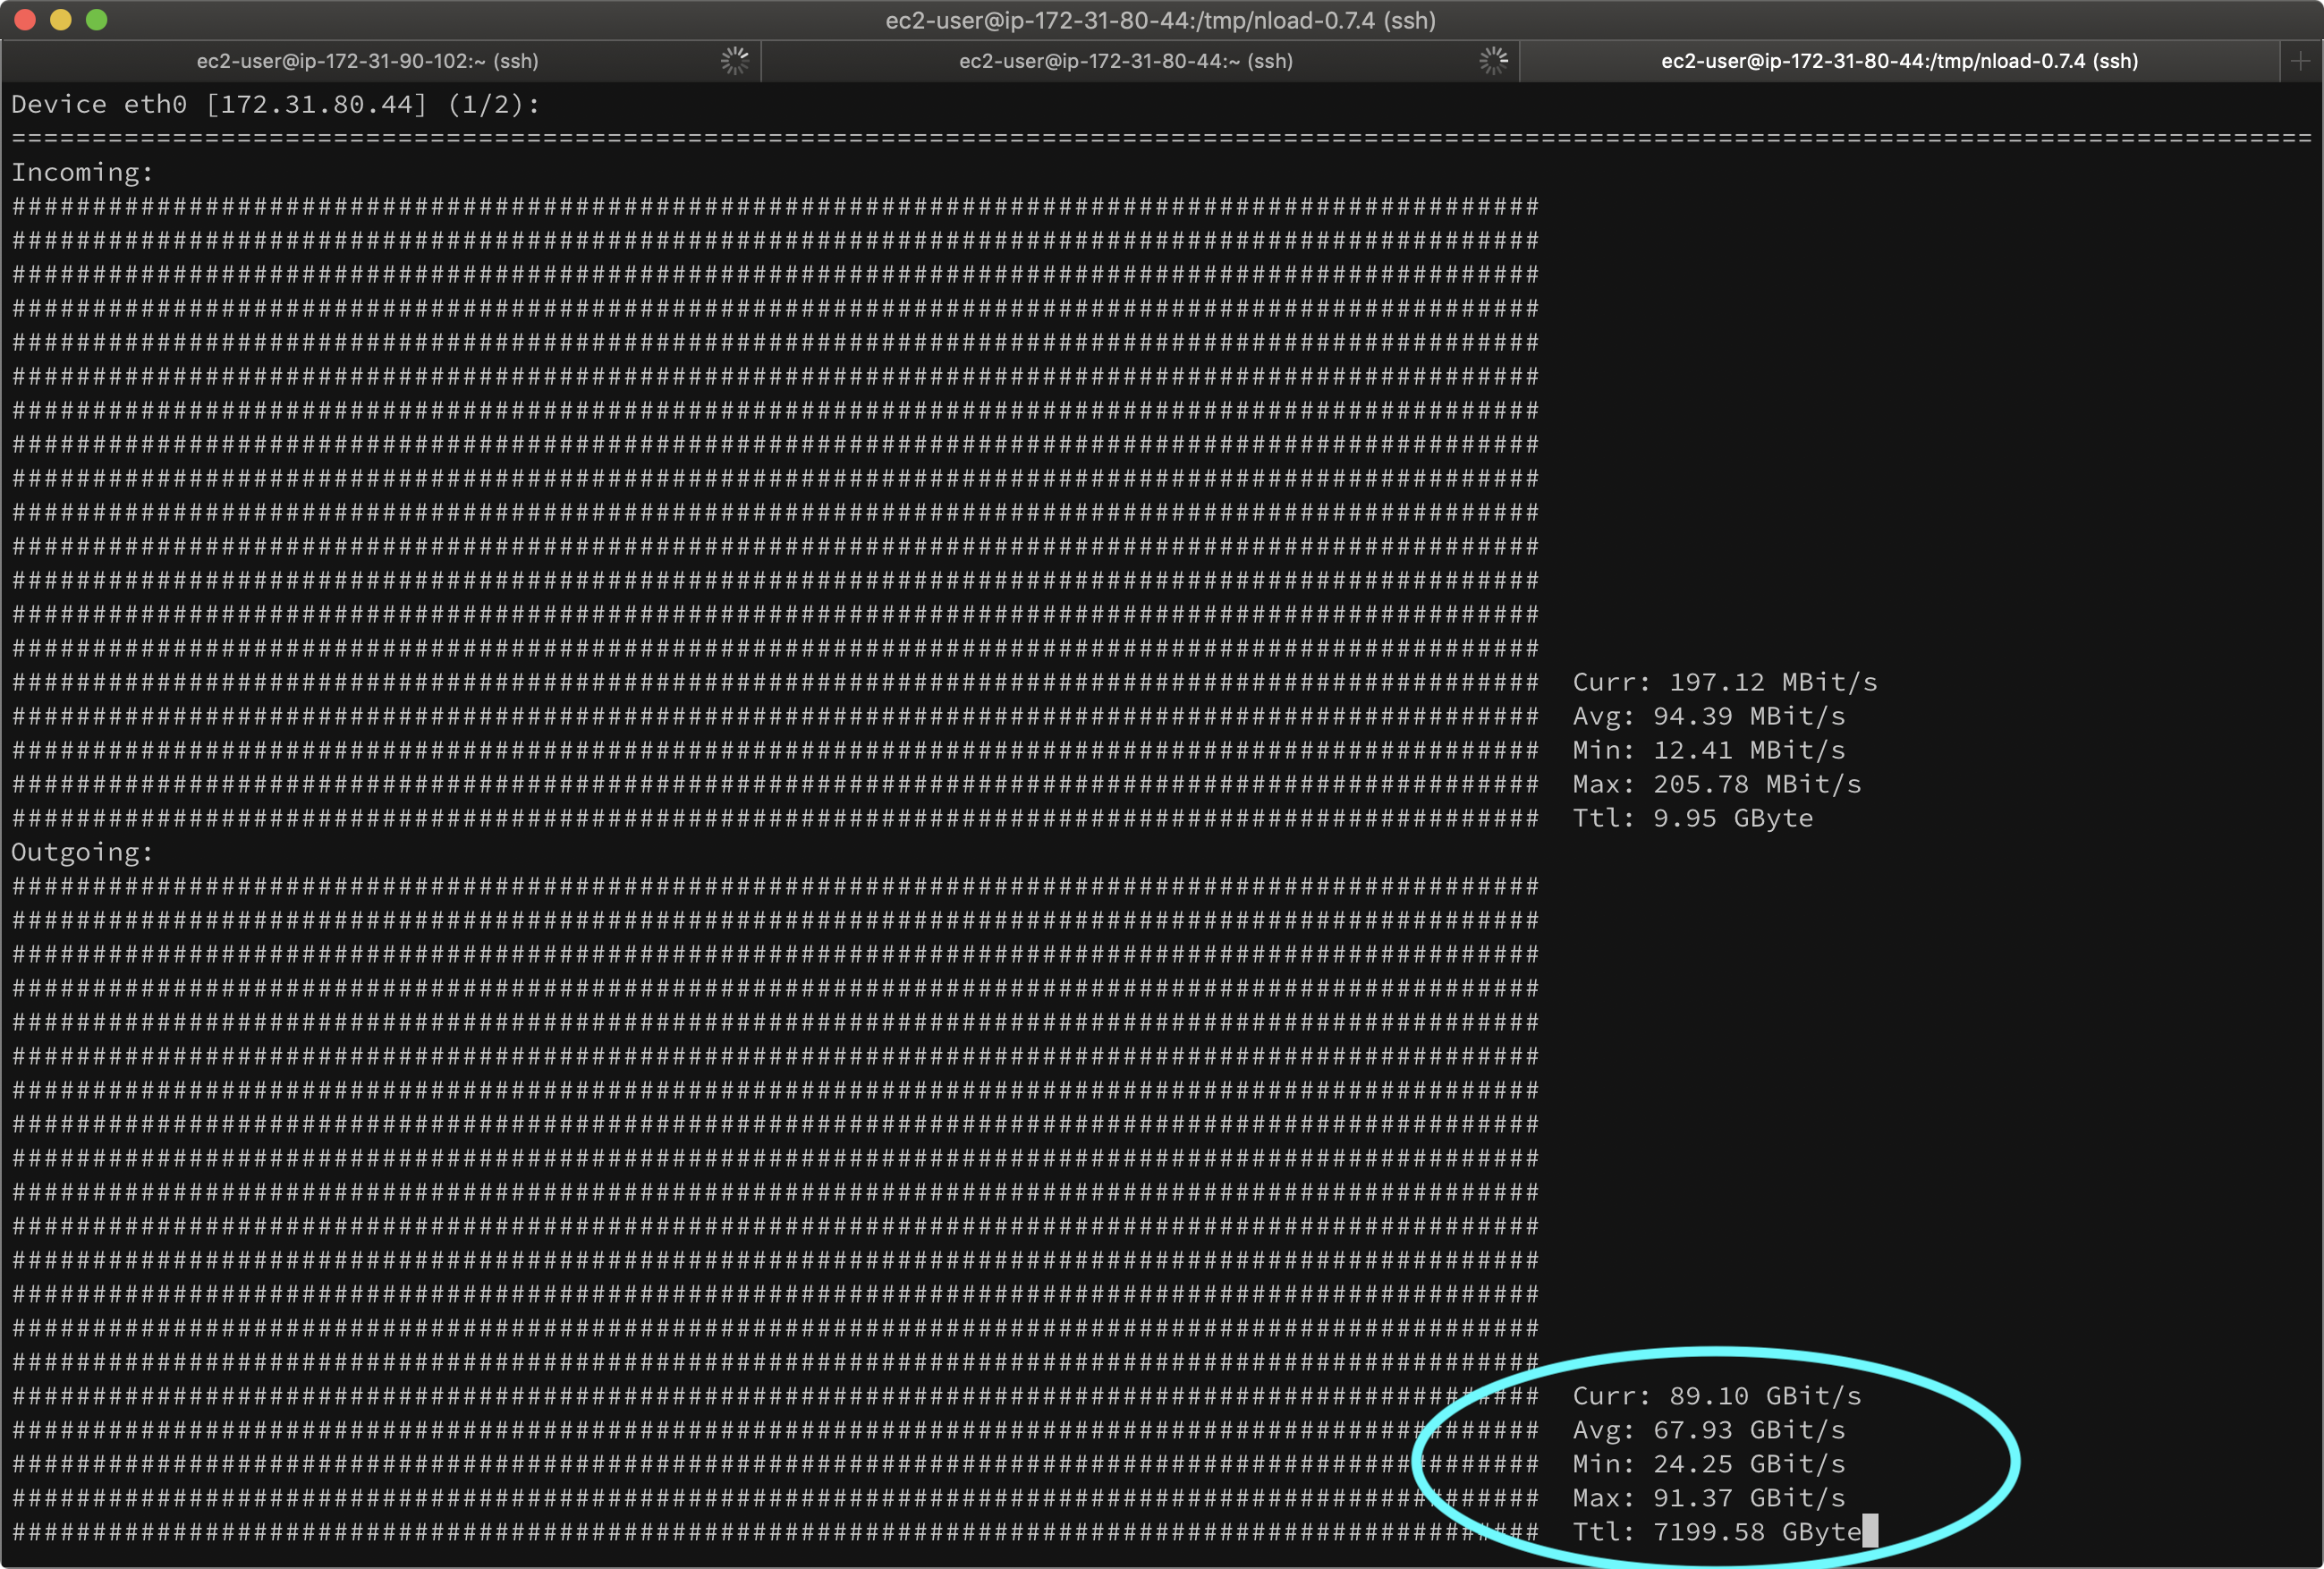 ec2-user@ip-172-31-80-44:/tmp/nload-0.7.4 (ssh)
ec2-user@ip-172-31-90-102:~ (ssh)
ec2-user@ip-172-31-80-44:~ (ssh)
ec2-user@ip-172-31-80-44:/tmp/nload-0.7.4 (ssh)
Device eth0 [172.31.80.44] (1/2):
Incoming:
Curr: 197.12 MBit/s
Avg: 94.39 MBit/s
Min: 12.41 MBit/s
Max: 205.78 MBit/s
Ttl: 9.95 GByte
Outgoing:
Curr: 89.10 GBit/s
Avg: 67.93 GBit/s
Min: 24.25 GBit/s
Max: 91.37 GBit/s
Ttl: 7199.58 GByte